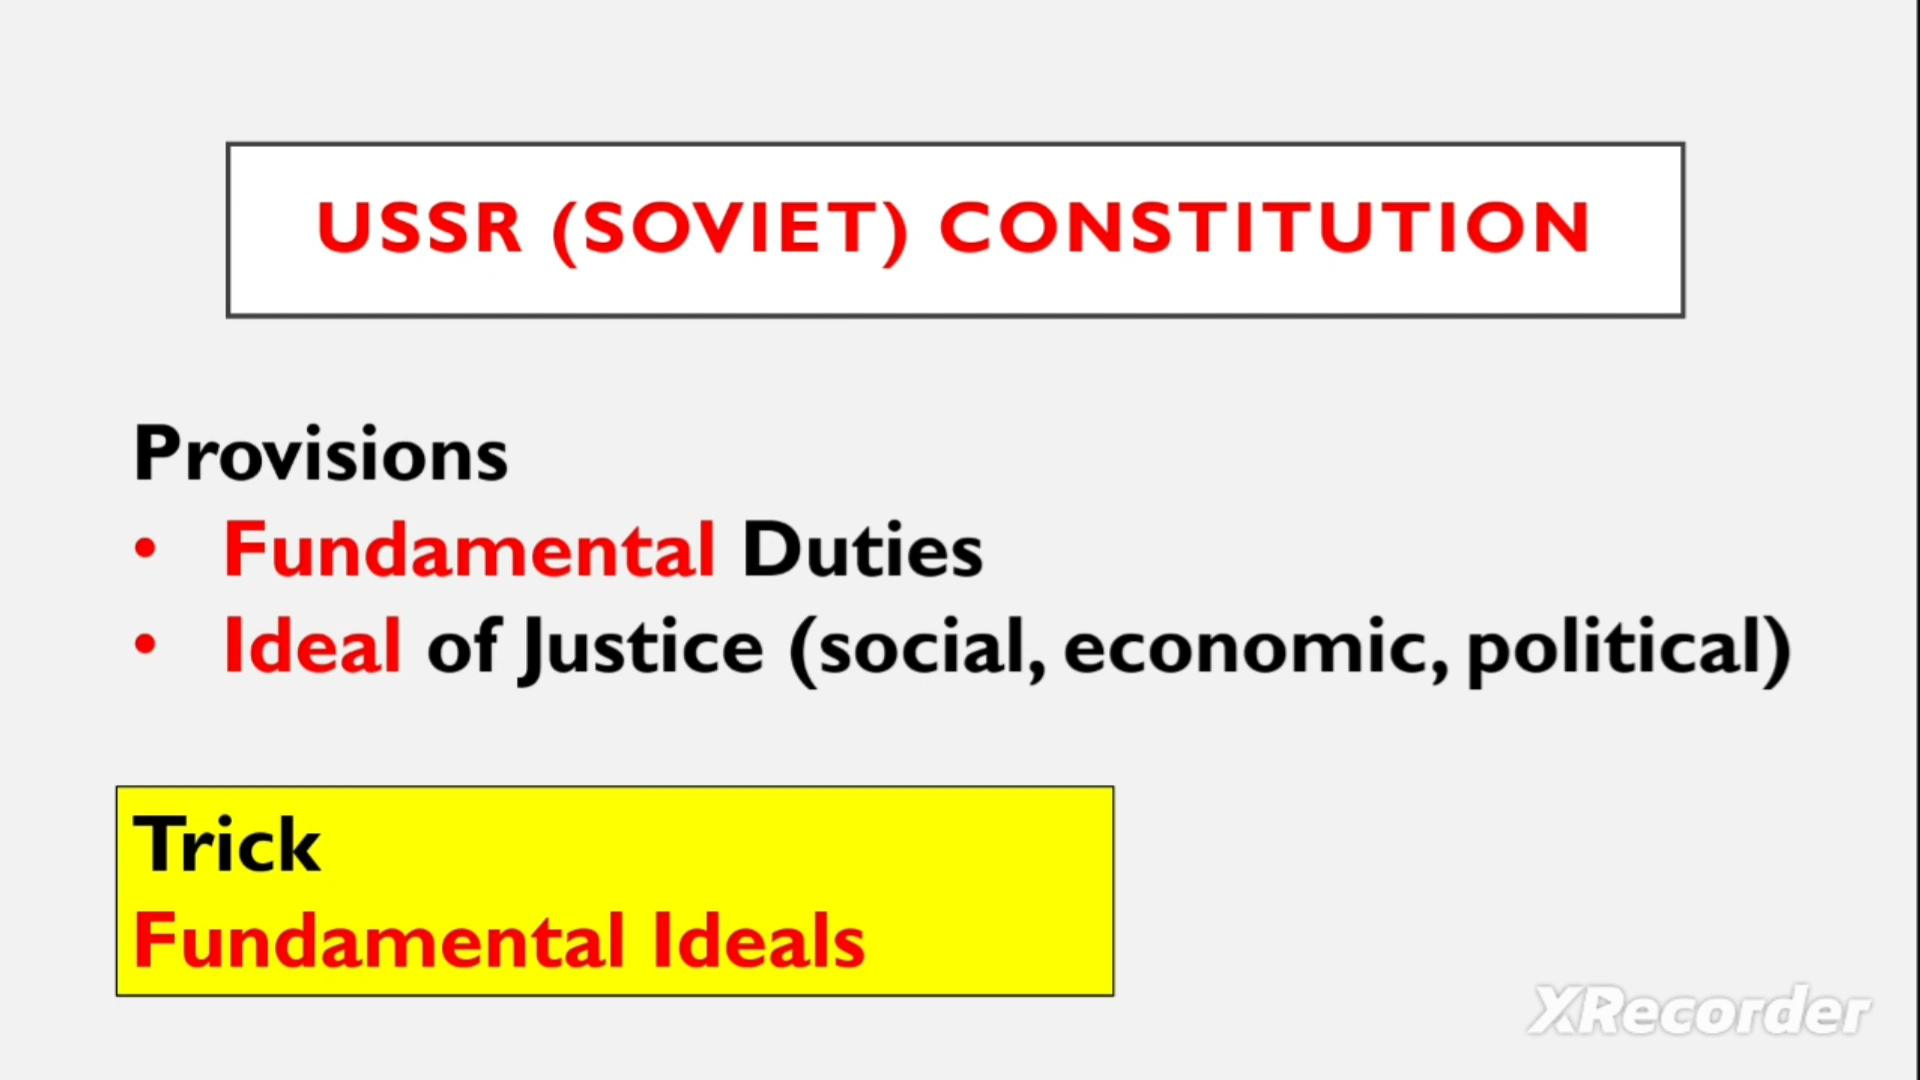 USSR (SOVIET) CONSTITUTION
Provisions
• Fundamental Duties
• Ideal of Justice (social, economic, political)
Trick
Fundamental Ideals
XRecorder